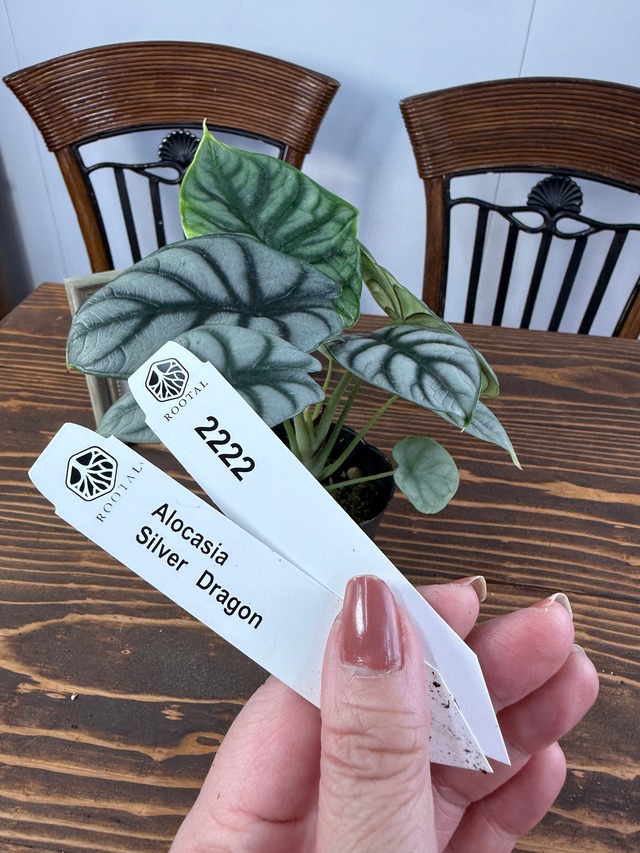 ROOTAL
2222
ROOTAL
Alocasia
Silver Dragon